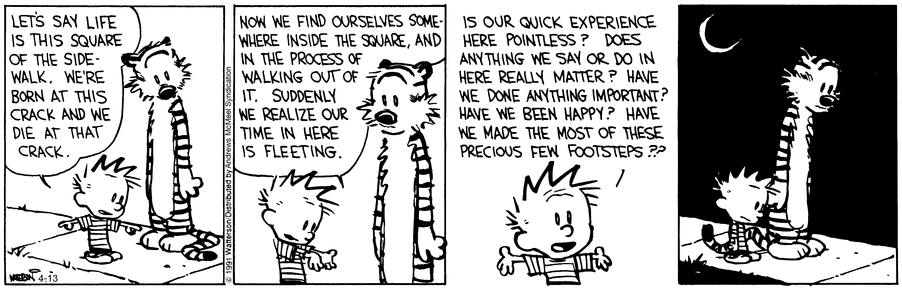 LET'S SAY LIFE
IS THIS SQUARE
OF THE SIDE-
WALK. WE'RE
BORN AT THIS
CRACK AND WE
DIE AT THAT
CRACK.
WATTERSON 4-13
NOW WE FIND OURSELVES SOME-
WHERE INSIDE THE SQUARE, AND
IN THE PROCESS OF
WALKING OUT OF
IT. SUDDENLY
WE REALIZE OUR
TIME IN HERE
IS FLEETING.
© 1991 Watterson/Distributed by Andrews McMeel Syndication
IS OUR QUICK EXPERIENCE
HERE POINTLESS? DOES
ANYTHING WE SAY OR DO IN
HERE REALLY MATTER? HAVE
WE DONE ANYTHING IMPORTANT?
HAVE WE BEEN HAPPY? HAVE
WE MADE THE MOST OF THESE
PRECIOUS FEW FOOTSTEPS??